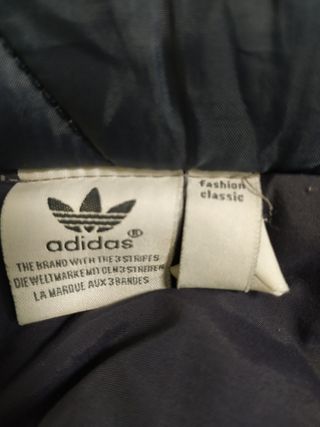 adidas®
THE BRAND WITH THE 3 STRIPES
DIE WELTMARKE MIT DEN 3 STREIFEN
LA MARQUE AUX 3 BANDES
fashion
classic